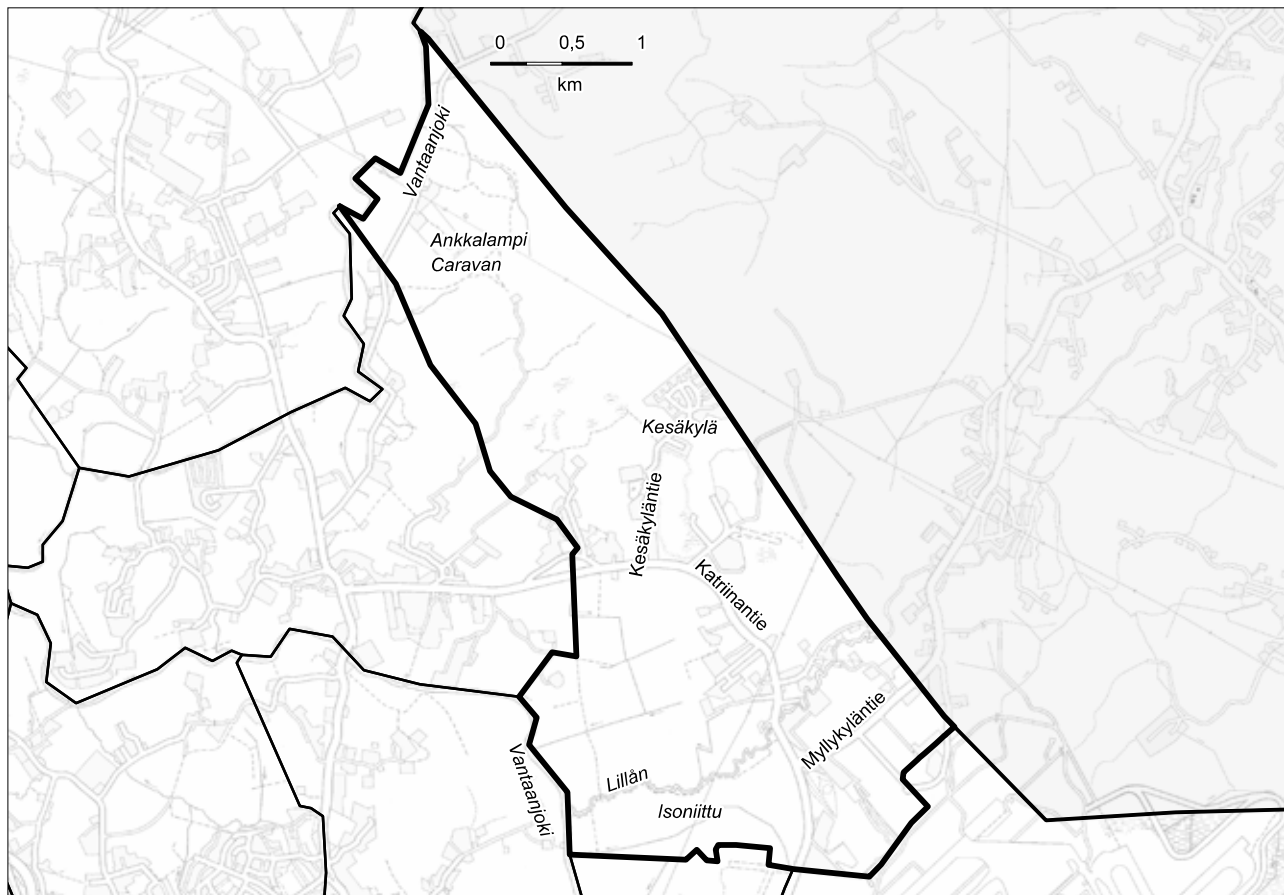 0 0,5 1
km
Vantaanjoki
Ankkalampi
Caravan
Kesäkylä
Kesäkyläntie
Katriinantie
Myllykyläntie
Vantaanjoki
Lillån
Isoniittu